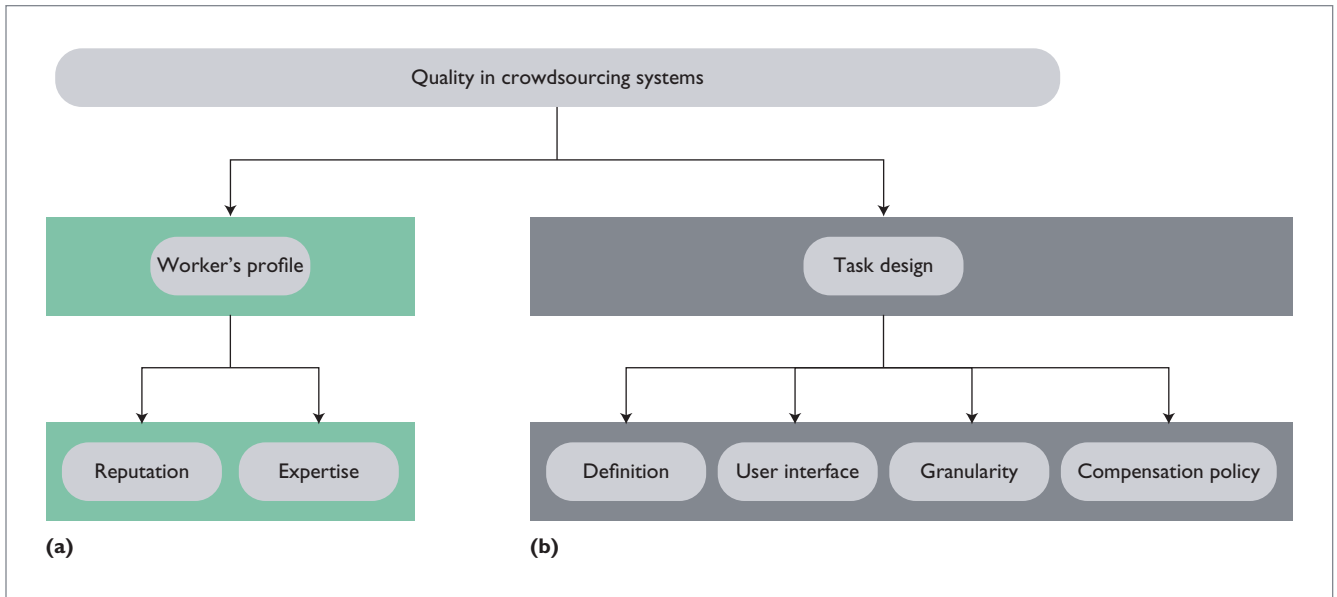 Quality in crowdsourcing systems
Worker's profile
Task design
Reputation
Expertise
Definition
User interface
Granularity
Compensation policy
(a)
(b)